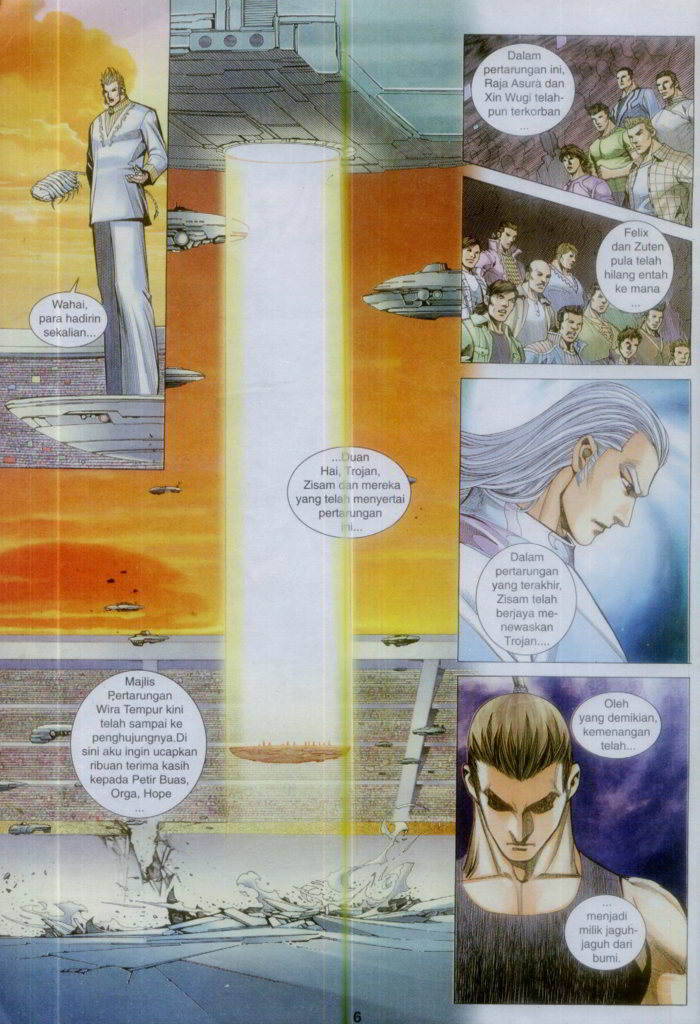 Wahai,
para hadirin
sekalian...
Majlis
Pertarungan
Wira Tempur kini
telah sampai ke
penghujungnya.Di
sini aku ingin ucapkan
ribuan terima kasih
kepada Petir Buas,
Orga, Hope
...
...Duan
Hai, Trojan,
Zisam dan mereka
yang telah menyertai
pertarungan
ini...
Dalam
pertarungan ini,
Raja Asura dan
Xin Wugi telah-
pun terkorban
...
Felix
dan Zuten
pula telah
hilang entah
ke mana
...
Dalam
pertarungan
yang terakhir,
Zisam telah
berjaya me-
newaskan
Trojan....
Oleh
yang demikian,
kemenangan
telah...
...
menjadi
milik jaguh-
jaguh dari
bumi.
6